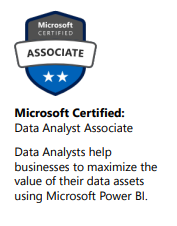 Microsoft
CERTIFIED
ASSOCIATE
Microsoft Certified:
Data Analyst Associate
Data Analysts help
businesses to maximize the
value of their data assets
using Microsoft Power BI.